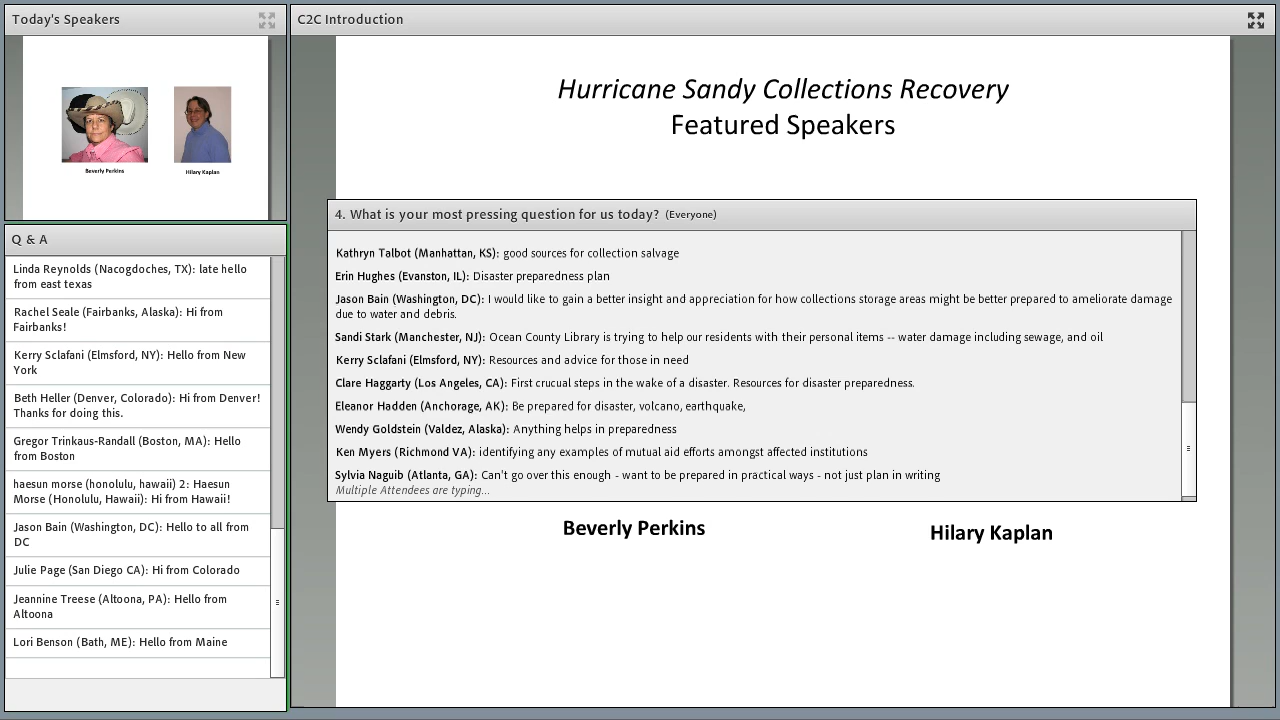 Today's Speakers
Beverly Perkins
Hilary Kaplan
Q & A
Linda Reynolds (Nacogdoches, TX): late hello
from east texas
Rachel Seale (Fairbanks, Alaska): Hi from
Fairbanks!
Kerry Sclafani (Elmsford, NY): Hello from New
York
Beth Heller (Denver, Colorado): Hi from Denver!
Thanks for doing this.
Gregor Trinkaus-Randall (Boston, MA): Hello
from Boston
haesun morse (honolulu, hawaii) 2: Haesun
Morse (Honolulu, Hawaii): Hi from Hawaii!
Jason Bain (Washington, DC): Hello to all from
DC
Julie Page (San Diego CA): Hi from Colorado
Jeannine Treese (Altoona, PA): Hello from
Altoona
Lori Benson (Bath, ME): Hello from Maine
C2C Introduction
Hurricane Sandy Collections Recovery
Featured Speakers
4. What is your most pressing question for us today? (Everyone)
Kathryn Talbot (Manhattan, KS): good sources for collection salvage
Erin Hughes (Evanston, IL): Disaster preparedness plan
Jason Bain (Washington, DC): I would like to gain a better insight and appreciation for how collections storage areas might be better prepared to ameliorate damage
due to water and debris.
Sandi Stark (Manchester, NJ): Ocean County Library is trying to help our residents with their personal items -- water damage including sewage, and oil
Kerry Sclafani (Elmsford, NY): Resources and advice for those in need
Clare Haggarty (Los Angeles, CA): First crucual steps in the wake of a disaster. Resources for disaster preparedness.
Eleanor Hadden (Anchorage, AK): Be prepared for disaster, volcano, earthquake,
Wendy Goldstein (Valdez, Alaska): Anything helps in preparedness
Ken Myers (Richmond VA): identifying any examples of mutual aid efforts amongst affected institutions
Sylvia Naguib (Atlanta, GA): Can't go over this enough - want to be prepared in practical ways - not just plan in writing
Multiple Attendees are typing...
Beverly Perkins
Hilary Kaplan